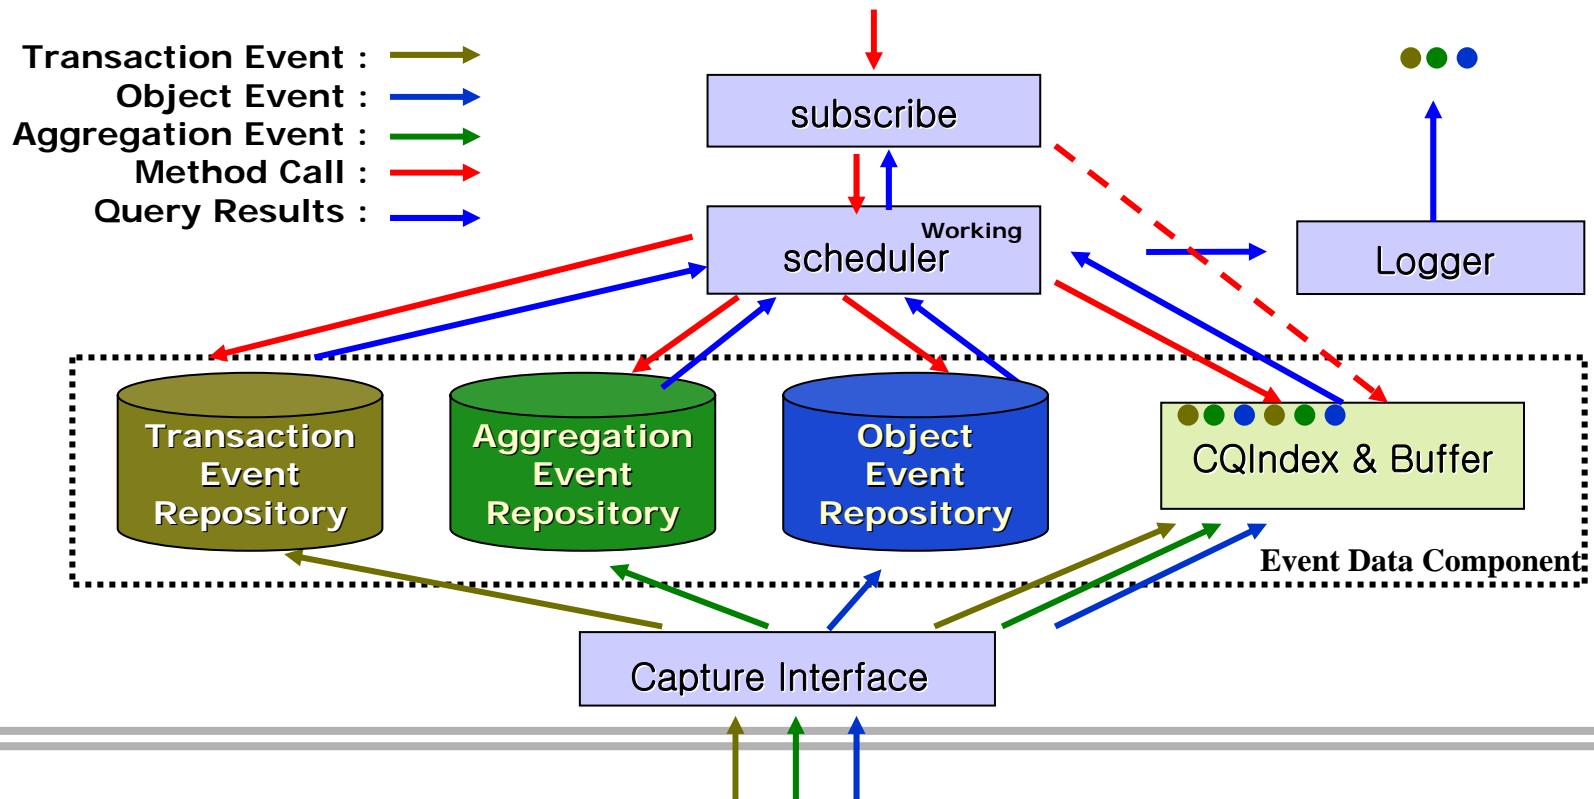 Transaction Event :
Object Event :
Aggregation Event :
Method Call :
Query Results :
subscribe
Working
scheduler
Logger
Transaction
Event
Repository
Aggregation
Event
Repository
Object
Event
Repository
CQIndex & Buffer
Event Data Component
Capture Interface